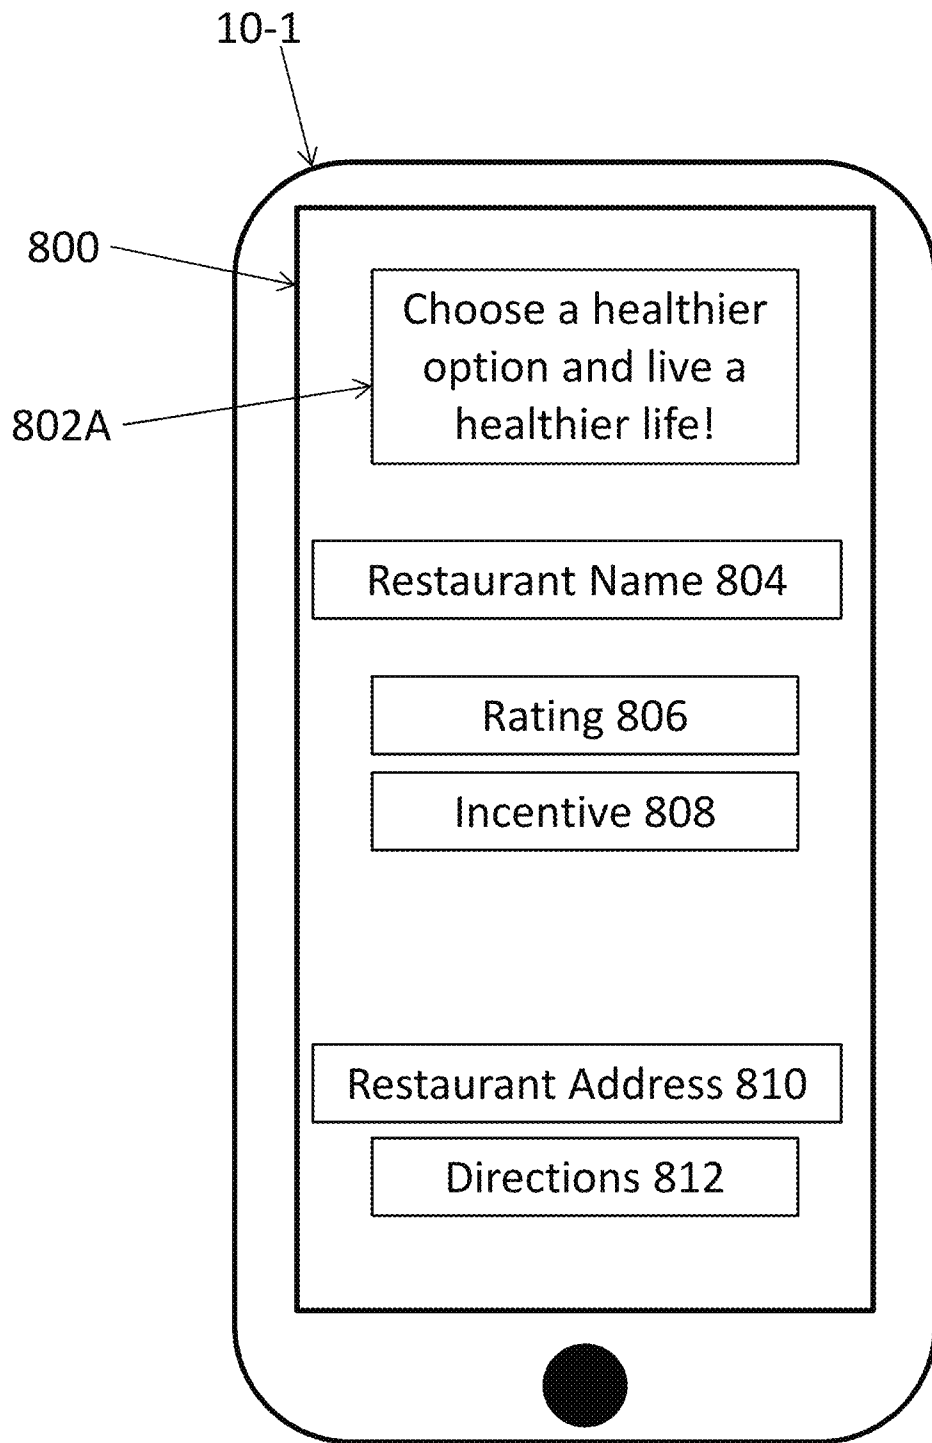 10-1
800
Choose a healthier
option and live a
healthier life!
802A
Restaurant Name 804
Rating 806
Incentive 808
Restaurant Address 810
Directions 812